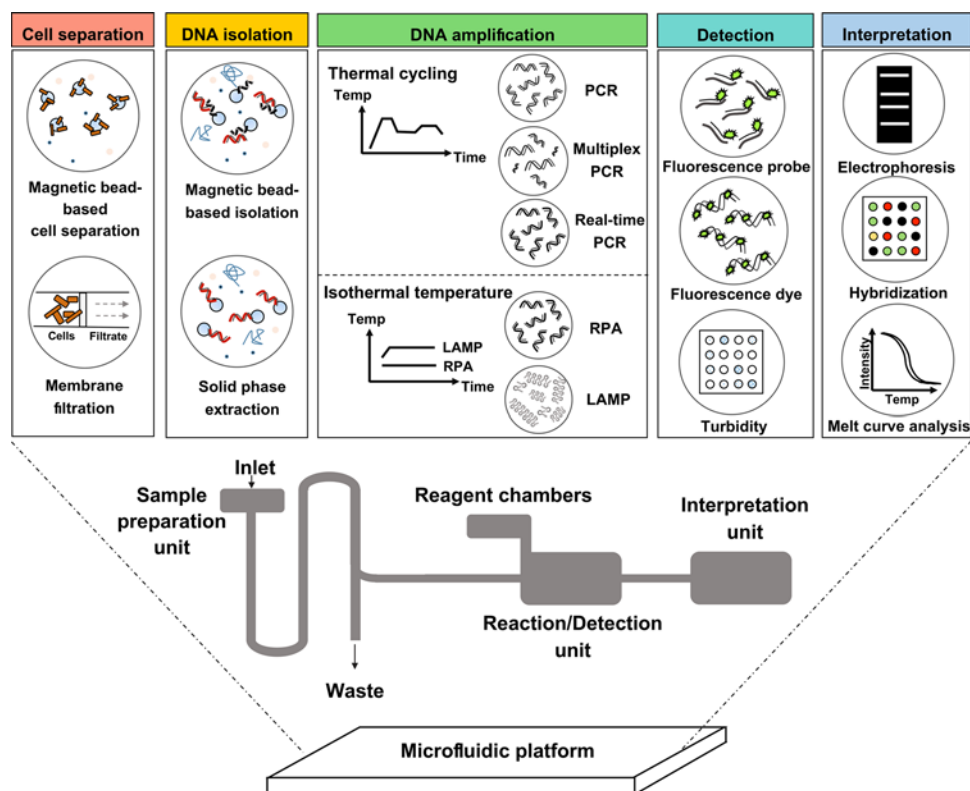 Cell separation
DNA isolation
DNA amplification
Detection
Interpretation
Magnetic bead-
based
cell separation
Cells
Filtrate
Membrane
filtration
Magnetic bead-
based isolation
Solid phase
extraction
Thermal cycling
Temp
Time
PCR
Multiplex
PCR
Real-time
PCR
Isothermal temperature
Temp
LAMP
RPA
Time
RPA
LAMP
Fluorescence probe
Fluorescence dye
Turbidity
Electrophoresis
Hybridization
Intensity
Temp
Melt curve analysis
Inlet
Sample
preparation
unit
Reagent chambers
Interpretation
unit
Reaction/Detection
unit
Waste
Microfluidic platform